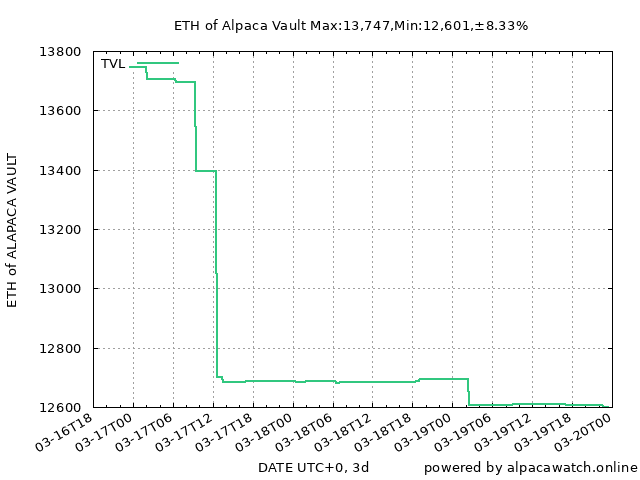 ETH of Alpaca Vault Max:13,747,Min:12,601,±8.33%
TVL
ETH of ALAPACA VAULT
13800
13600
13400
13200
13000
12800
12600
03-16T18
03-17T00
03-17T06
03-17T12
03-17T18
03-18T00
03-18T06
03-18T12
03-18T18
03-19T00
03-19T06
03-19T12
03-19T18
03-20T00
DATE UTC+0, 3d
powered by alpacawatch.online